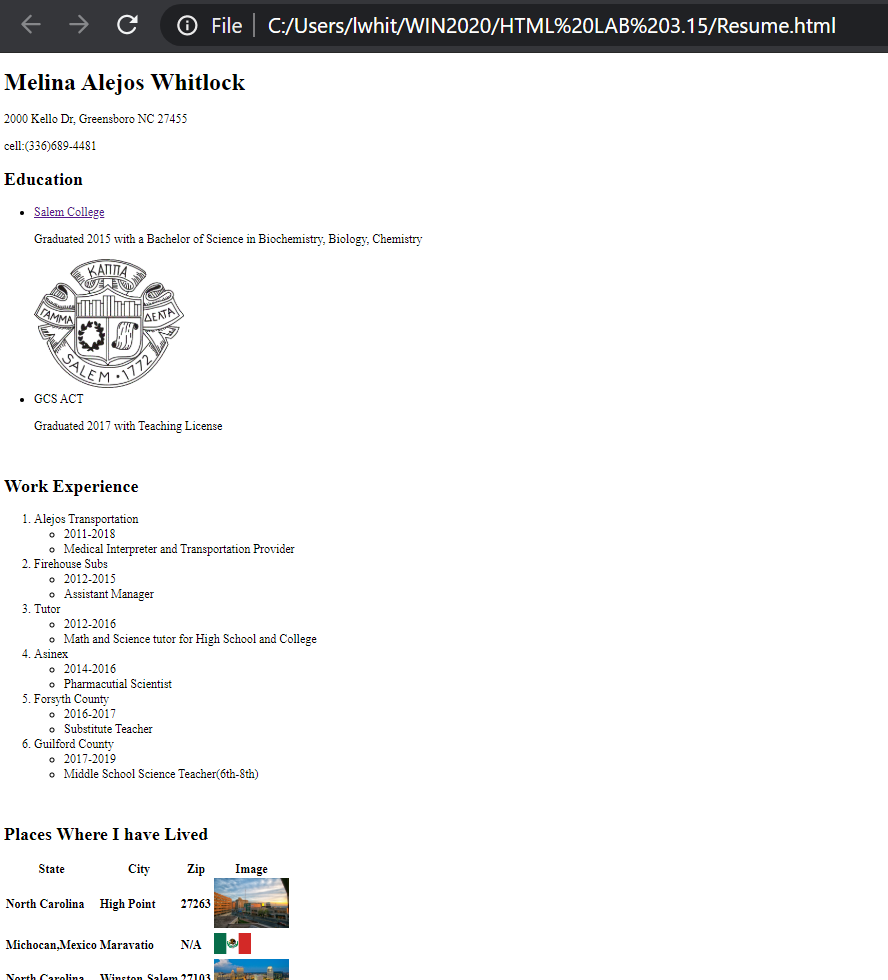 File
C:/Users/lwhit/WIN2020/HTML%20LAB%203.15/Resume.html
Melina Alejos Whitlock
2000 Kello Dr, Greensboro NC 27455
cell:(336)689-4481
Education
Salem College
Graduated 2015 with a Bachelor of Science in Biochemistry, Biology, Chemistry
ΚΑΠΠΑ
ΓΑΜΜΑ ΔΕΛΤΑ
SALEM · 1772
GCS ACT
Graduated 2017 with Teaching License
Work Experience
1. Alejos Transportation
2011-2018
Medical Interpreter and Transportation Provider
2. Firehouse Subs
2012-2015
Assistant Manager
3. Tutor
2012-2016
Math and Science tutor for High School and College
4. Asinex
2014-2016
Pharmacutial Scientist
5. Forsyth County
2016-2017
Substitute Teacher
6. Guilford County
2017-2019
Middle School Science Teacher(6th-8th)
Places Where I have Lived
State City Zip Image
North Carolina High Point 27263
Michocan,Mexico Maravatio N/A
North Carolina Winston Salem 27103